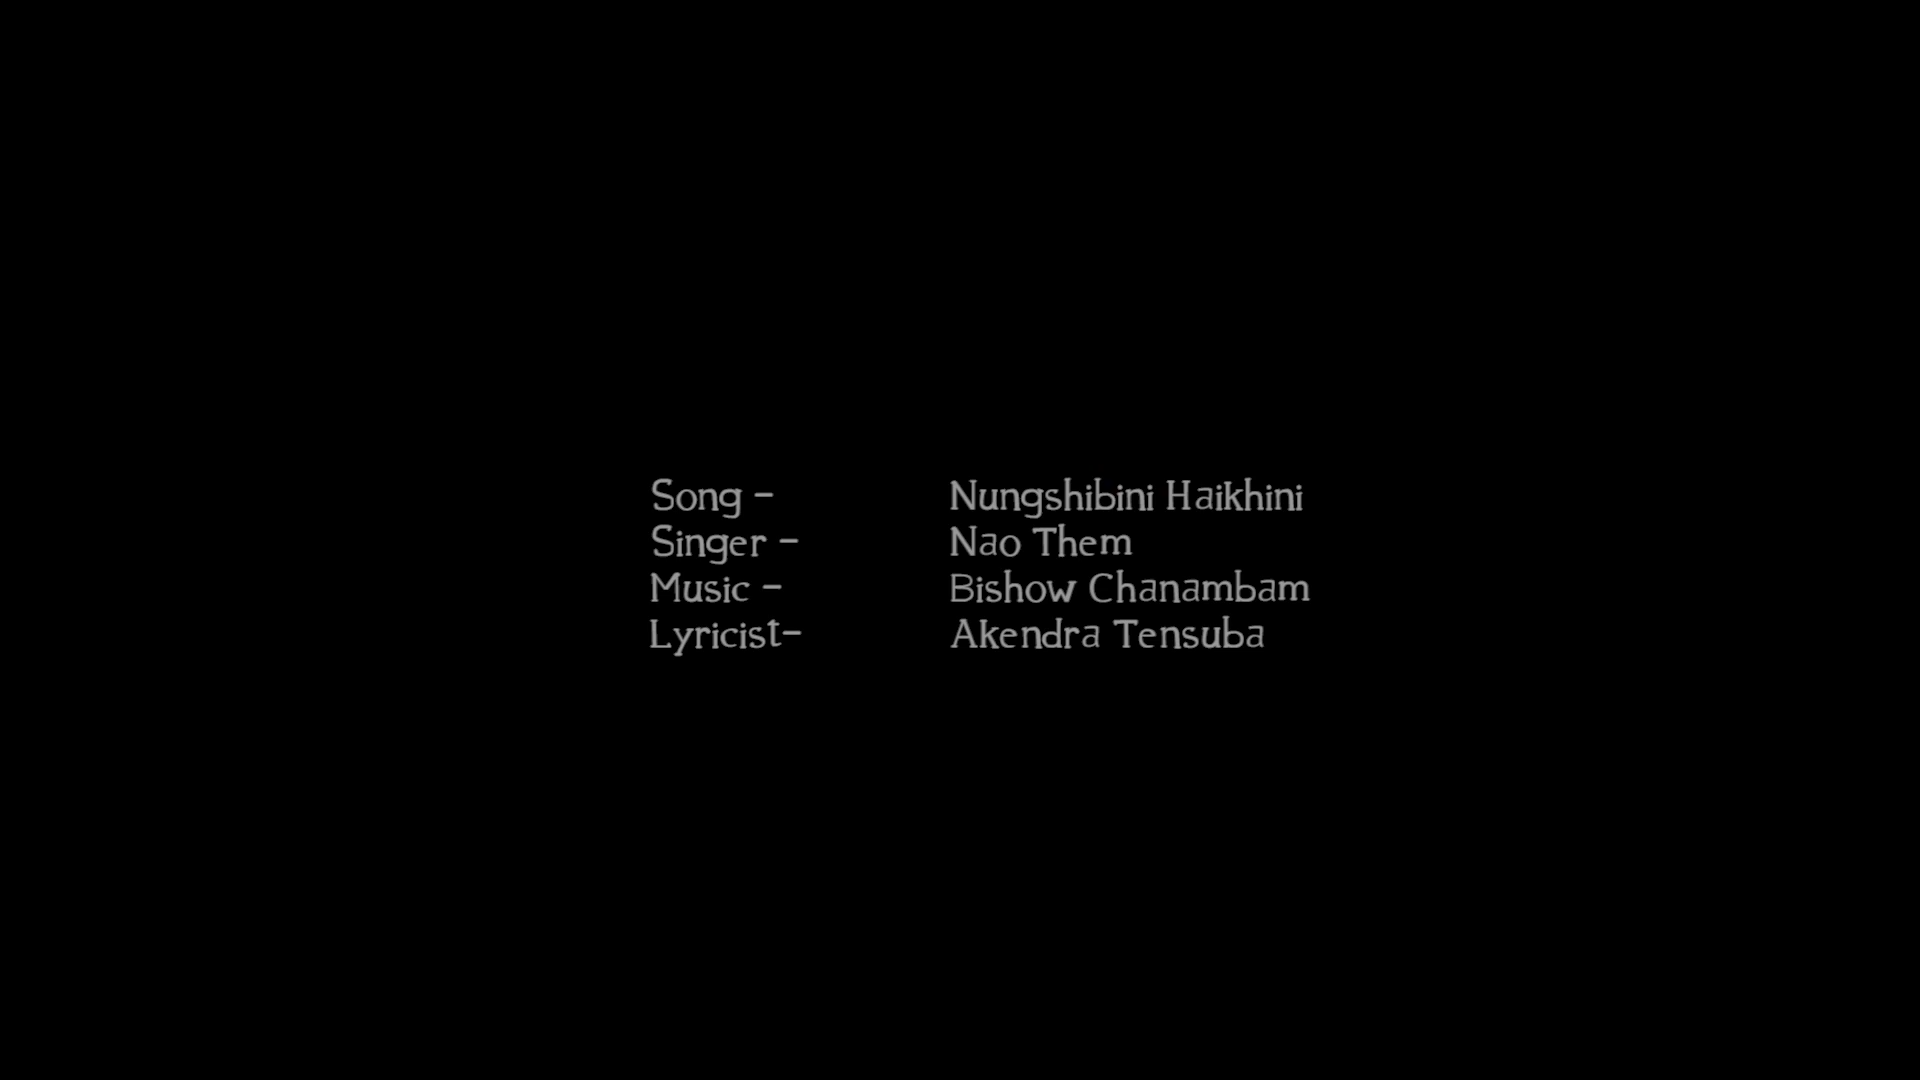 Song - Nungshibini Haikhini
Singer - Nao Them
Music - Bishow Chanambam
Lyricist- Akendra Tensuba